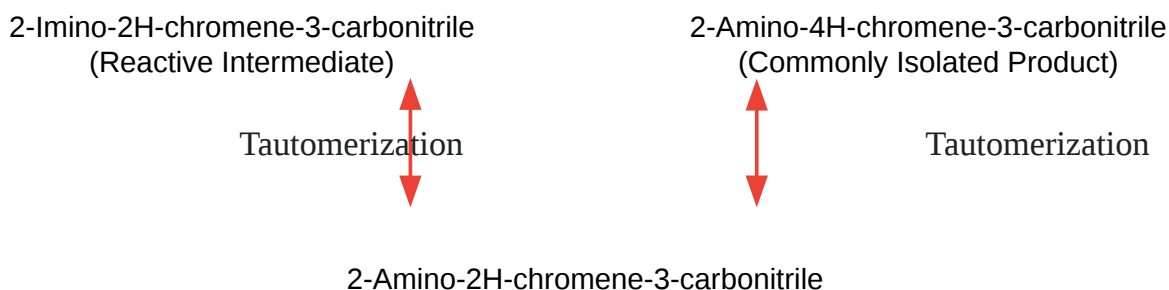 2-Imino-2H-chromene-3-carbonitrile
(Reactive Intermediate)
2-Amino-4H-chromene-3-carbonitrile
(Commonly Isolated Product)
Tautomerization
Tautomerization
2-Amino-2H-chromene-3-carbonitrile